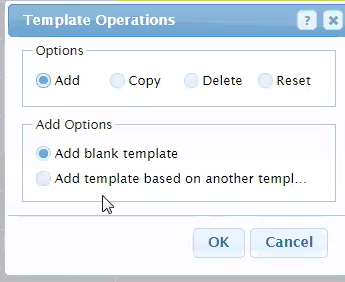 Template Operations ? ×
Options
Add Copy Delete Reset
Add Options
Add blank template
Add template based on another templ...
OK Cancel